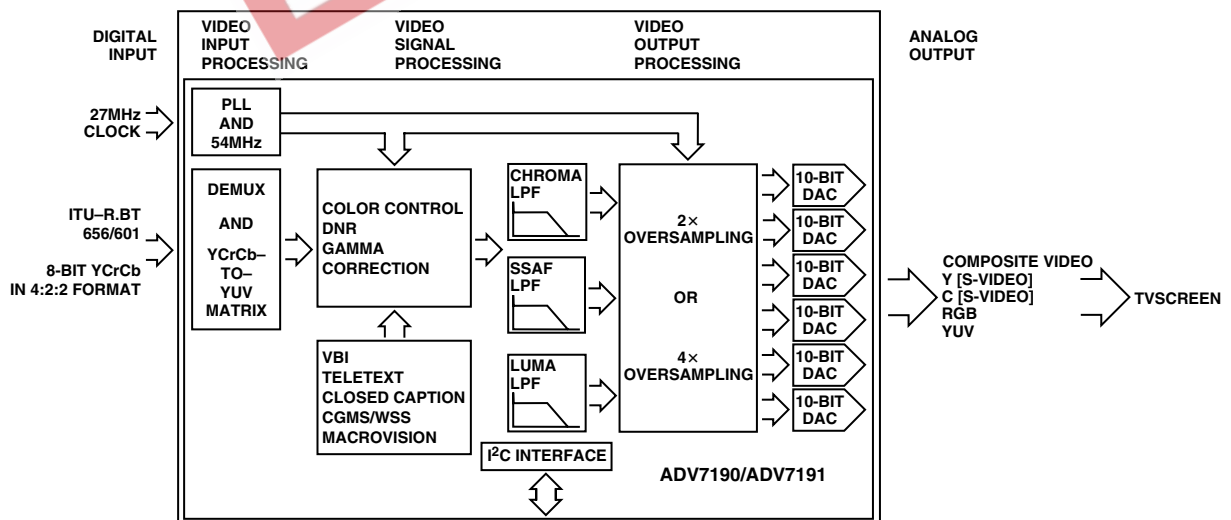 DIGITAL
INPUT
VIDEO
INPUT
PROCESSING
VIDEO
SIGNAL
PROCESSING
VIDEO
OUTPUT
PROCESSING
ANALOG
OUTPUT
27MHz
CLOCK
PLL
AND
54MHz
ITU–R.BT
656/601
8-BIT YCrCb
IN 4:2:2 FORMAT
DEMUX
AND
YCrCb–
TO–
YUV
MATRIX
COLOR CONTROL
DNR
GAMMA
CORRECTION
VBI
TELETEXT
CLOSED CAPTION
CGMS/WSS
MACROVISION
CHROMA
LPF
SSAF
LPF
LUMA
LPF
I²C INTERFACE
2×
OVERSAMPLING
OR
4×
OVERSAMPLING
10-BIT
DAC
10-BIT
DAC
10-BIT
DAC
10-BIT
DAC
10-BIT
DAC
10-BIT
DAC
ADV7190/ADV7191
COMPOSITE VIDEO
Y [S-VIDEO]
C [S-VIDEO]
RGB
YUV
TVSCREEN